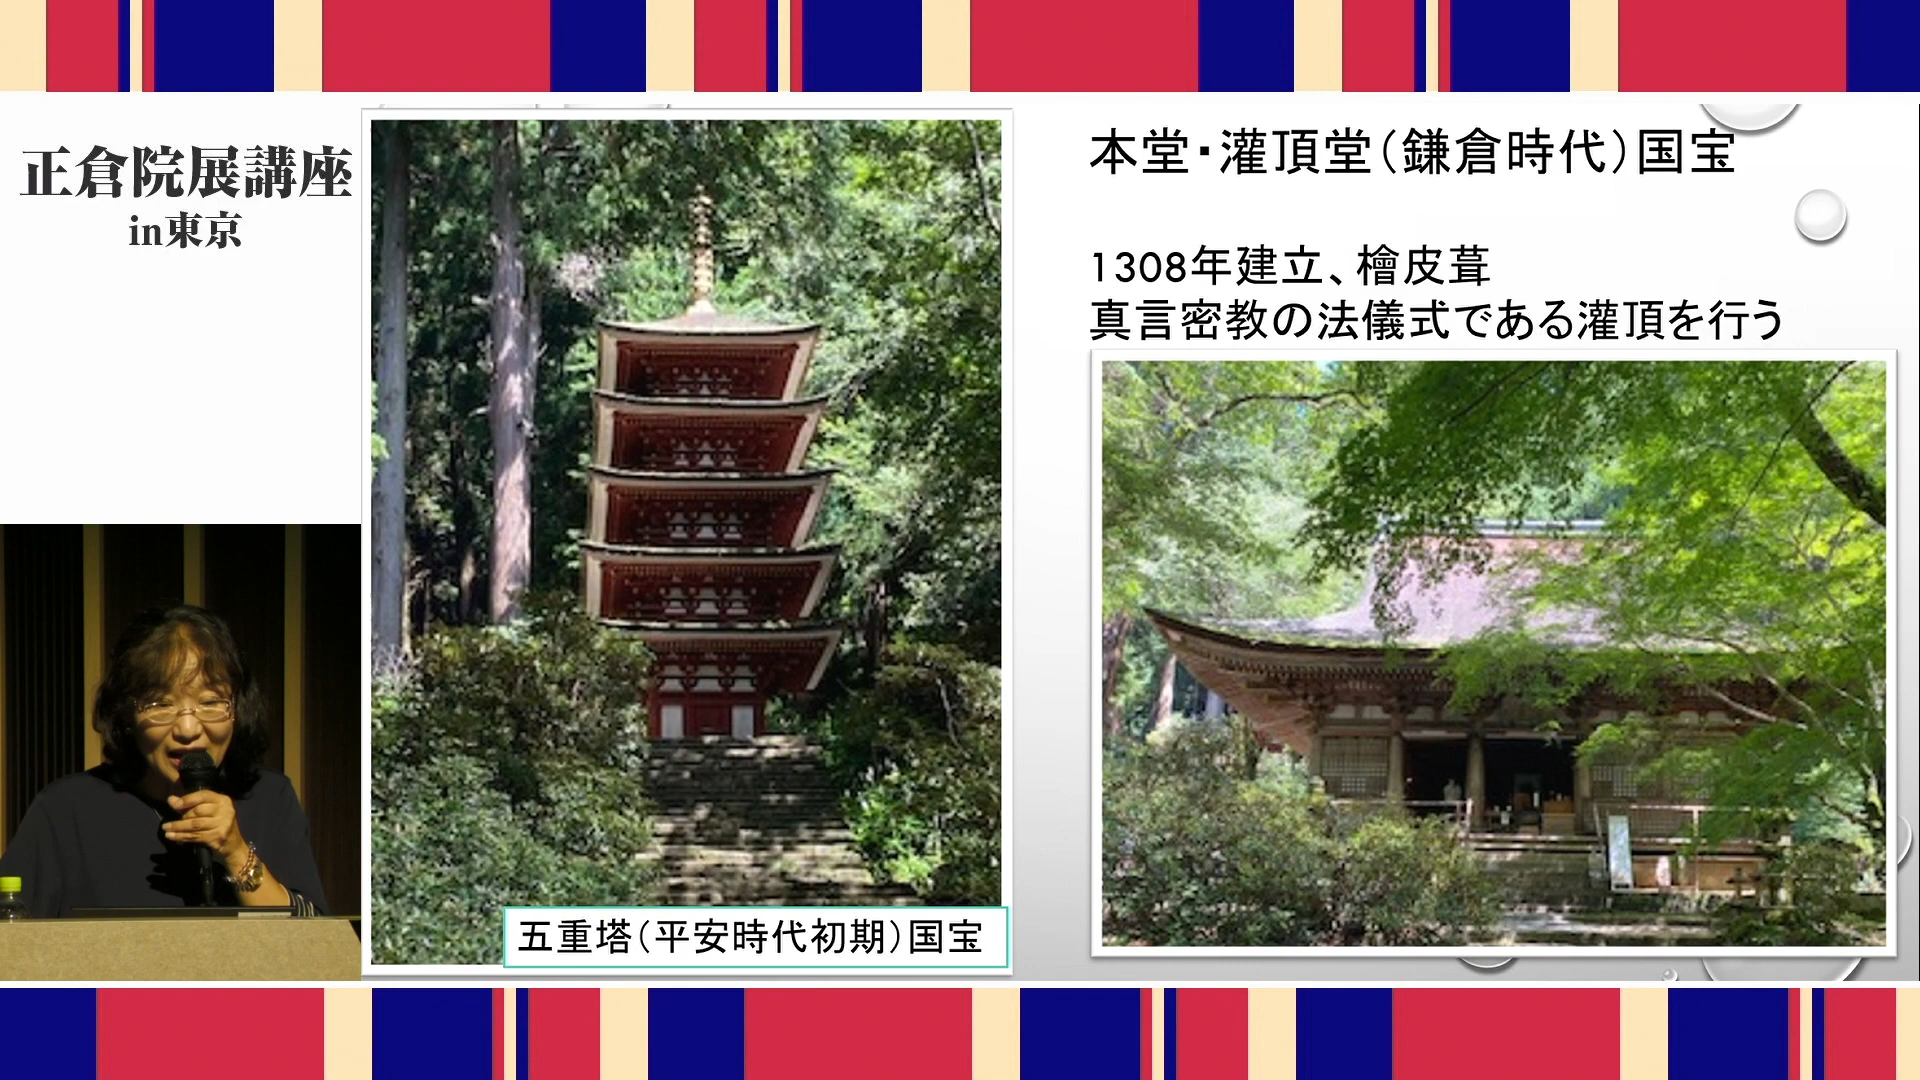 正倉院展講座
in東京
本堂・灌頂堂（鎌倉時代）国宝
1308年建立、檜皮葺
真言密教の法儀式である灌頂を行う
五重塔（平安時代初期）国宝